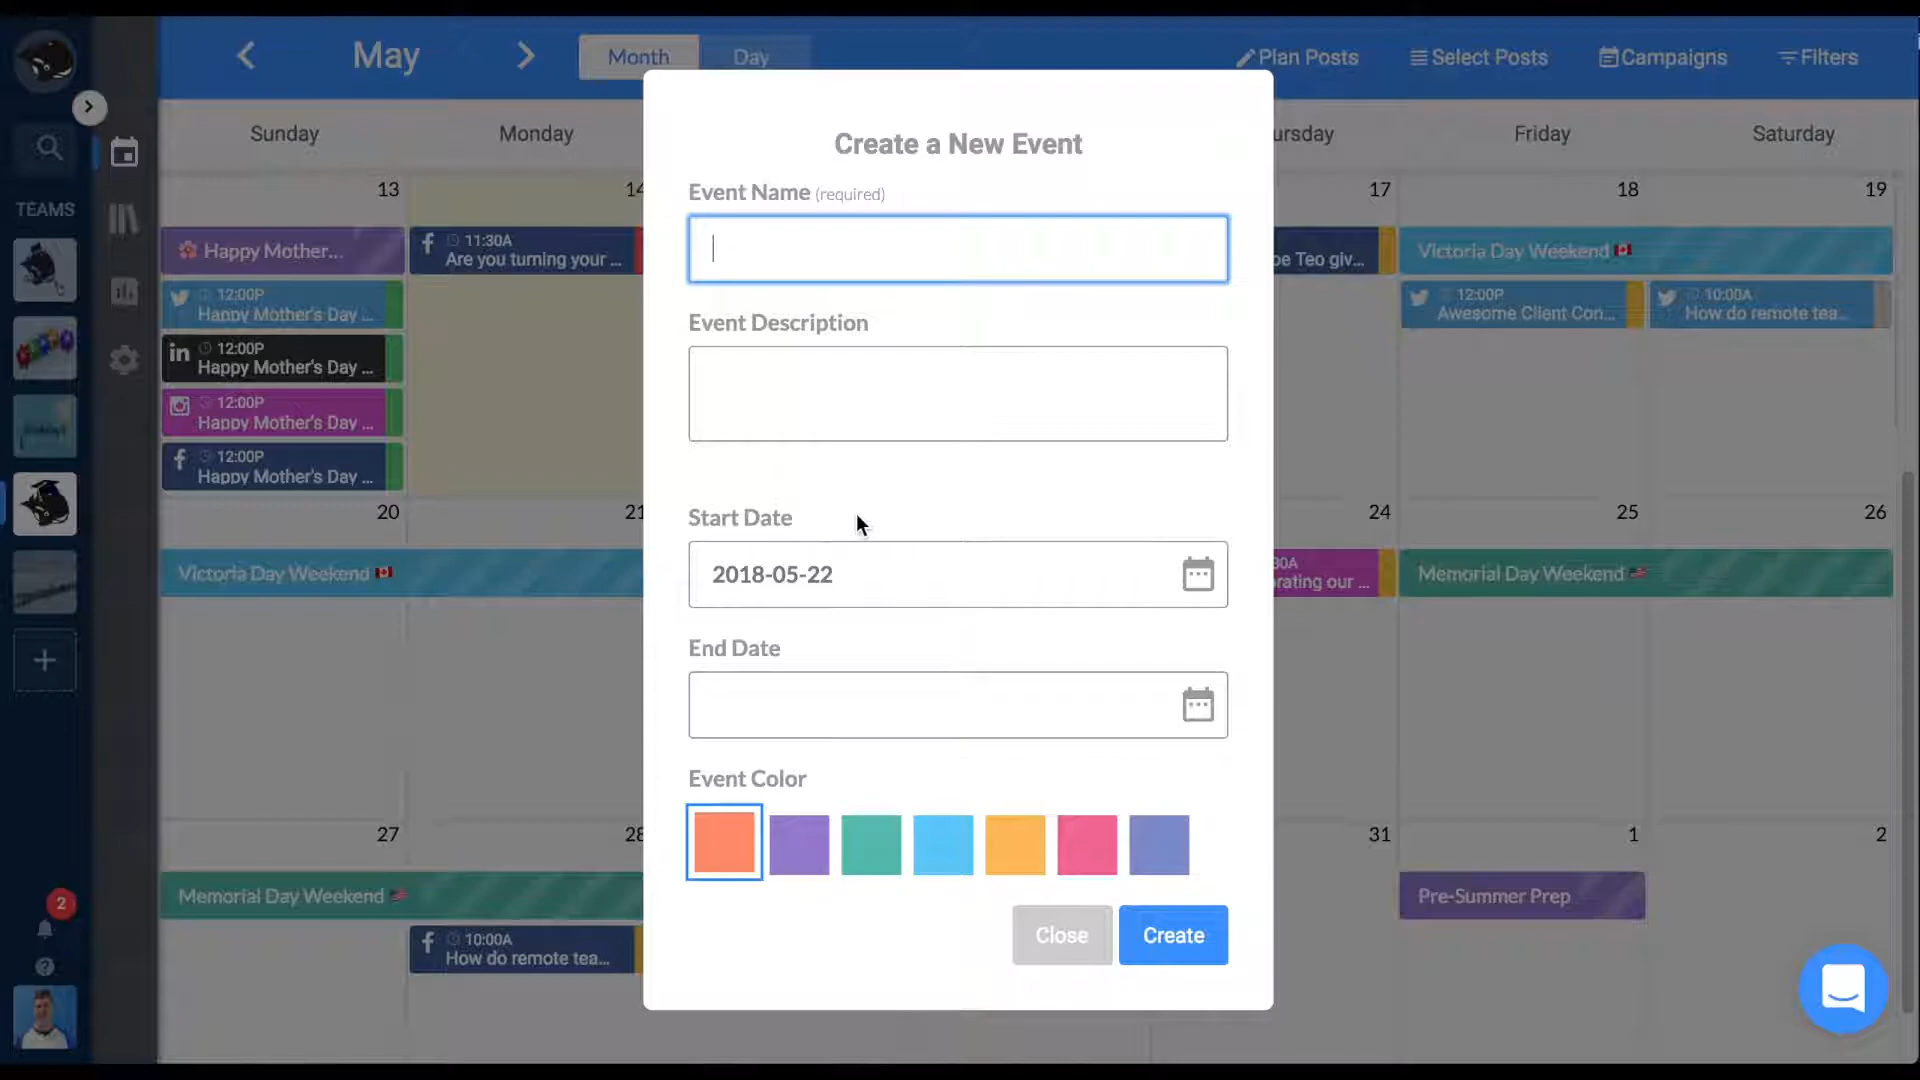 May
Month
Day
Plan Posts
Select Posts
Campaigns
Filters
Sunday
Monday
ursday
Friday
Saturday
TEAMS
13
14
17
18
19
Happy Mother...
11:30A
Are you turning your ...
pe Teo giv...
Victoria Day Weekend
12:00P
Happy Mother's Day ...
12:00P
Awesome Client Con...
10:00A
How do remote tea...
in
12:00P
Happy Mother's Day ...
12:00P
Happy Mother's Day ...
12:00P
Happy Mother's Day ...
20
21
24
25
26
Victoria Day Weekend
30A
rating our ...
Memorial Day Weekend
27
28
31
1
2
Memorial Day Weekend
Pre-Summer Prep
10:00A
How do remote tea...
2
Create a New Event
Event Name (required)
Event Description
Start Date
2018-05-22
End Date
Event Color
Close
Create